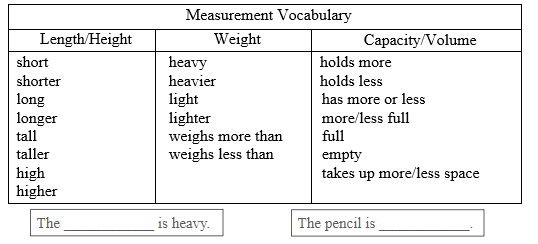 Measurement Vocabulary
Length/Height Weight Capacity/Volume
short heavy holds more
shorter heavier holds less
long light has more or less
longer lighter more/less full
tall weighs more than full
taller weighs less than empty
high takes up more/less space
higher
The _____________ is heavy. The pencil is _____________.